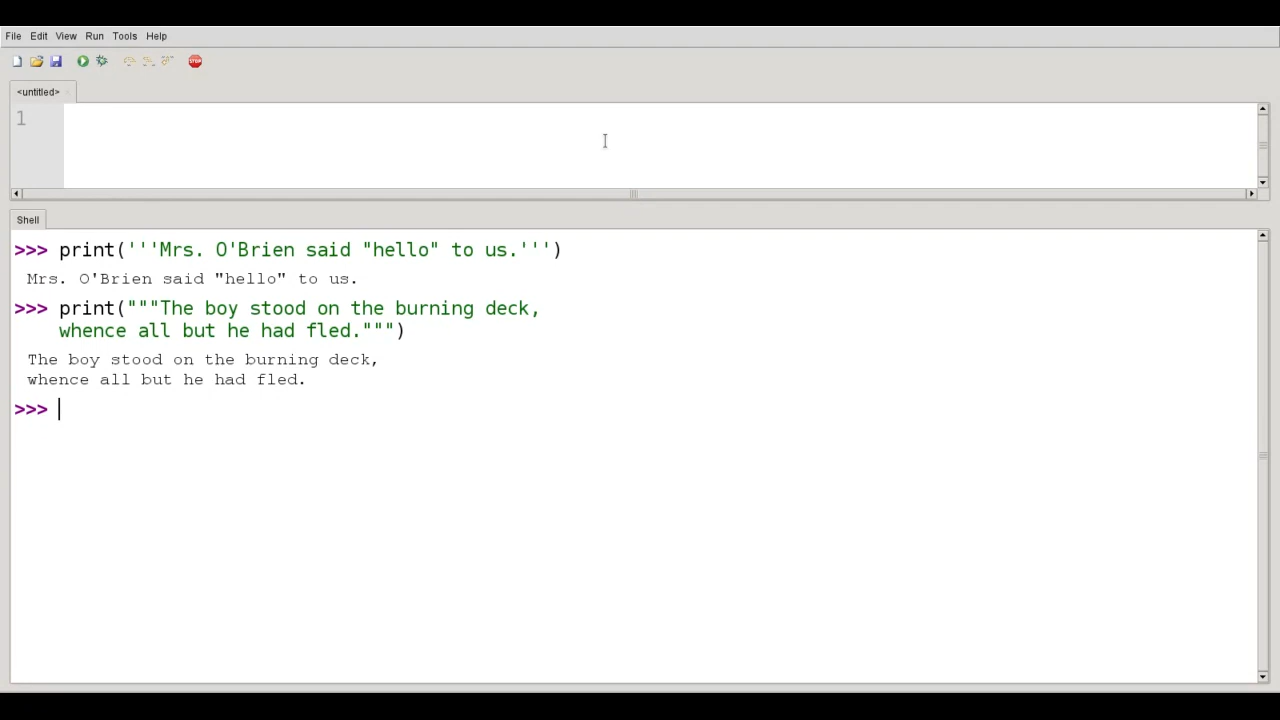 File Edit View Run Tools Help
STOP
<untitled>
1
Shell
>>> print('''Mrs. O'Brien said "hello" to us.''')
Mrs. O'Brien said "hello" to us.
>>> print("""The boy stood on the burning deck,
whence all but he had fled.""")
The boy stood on the burning deck,
whence all but he had fled.
>>>